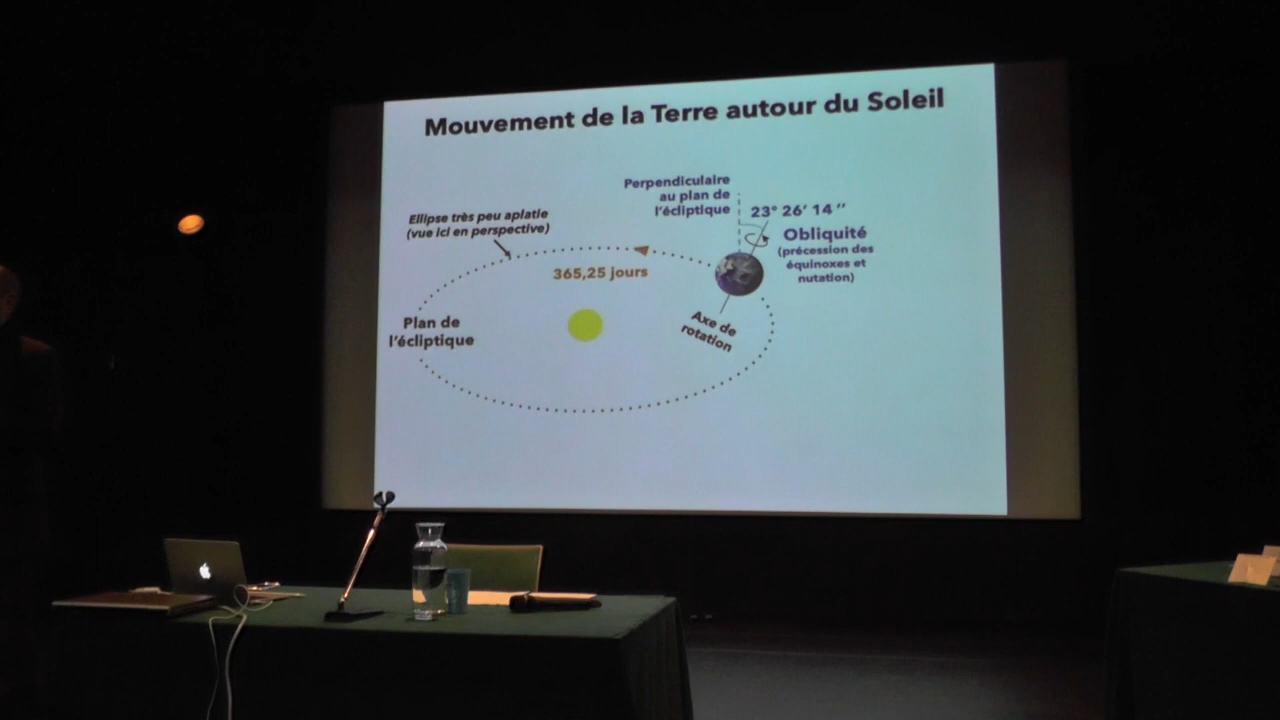 Mouvement de la Terre autour du Soleil
Perpendiculaire
au plan de
l'écliptique
23° 26' 14 "
Obliquité
(précession des
équinoxes et
nutation)
Ellipse très peu aplatie
(vue ici en perspective)
365,25 jours
Plan de
l'écliptique
Axe de
rotation